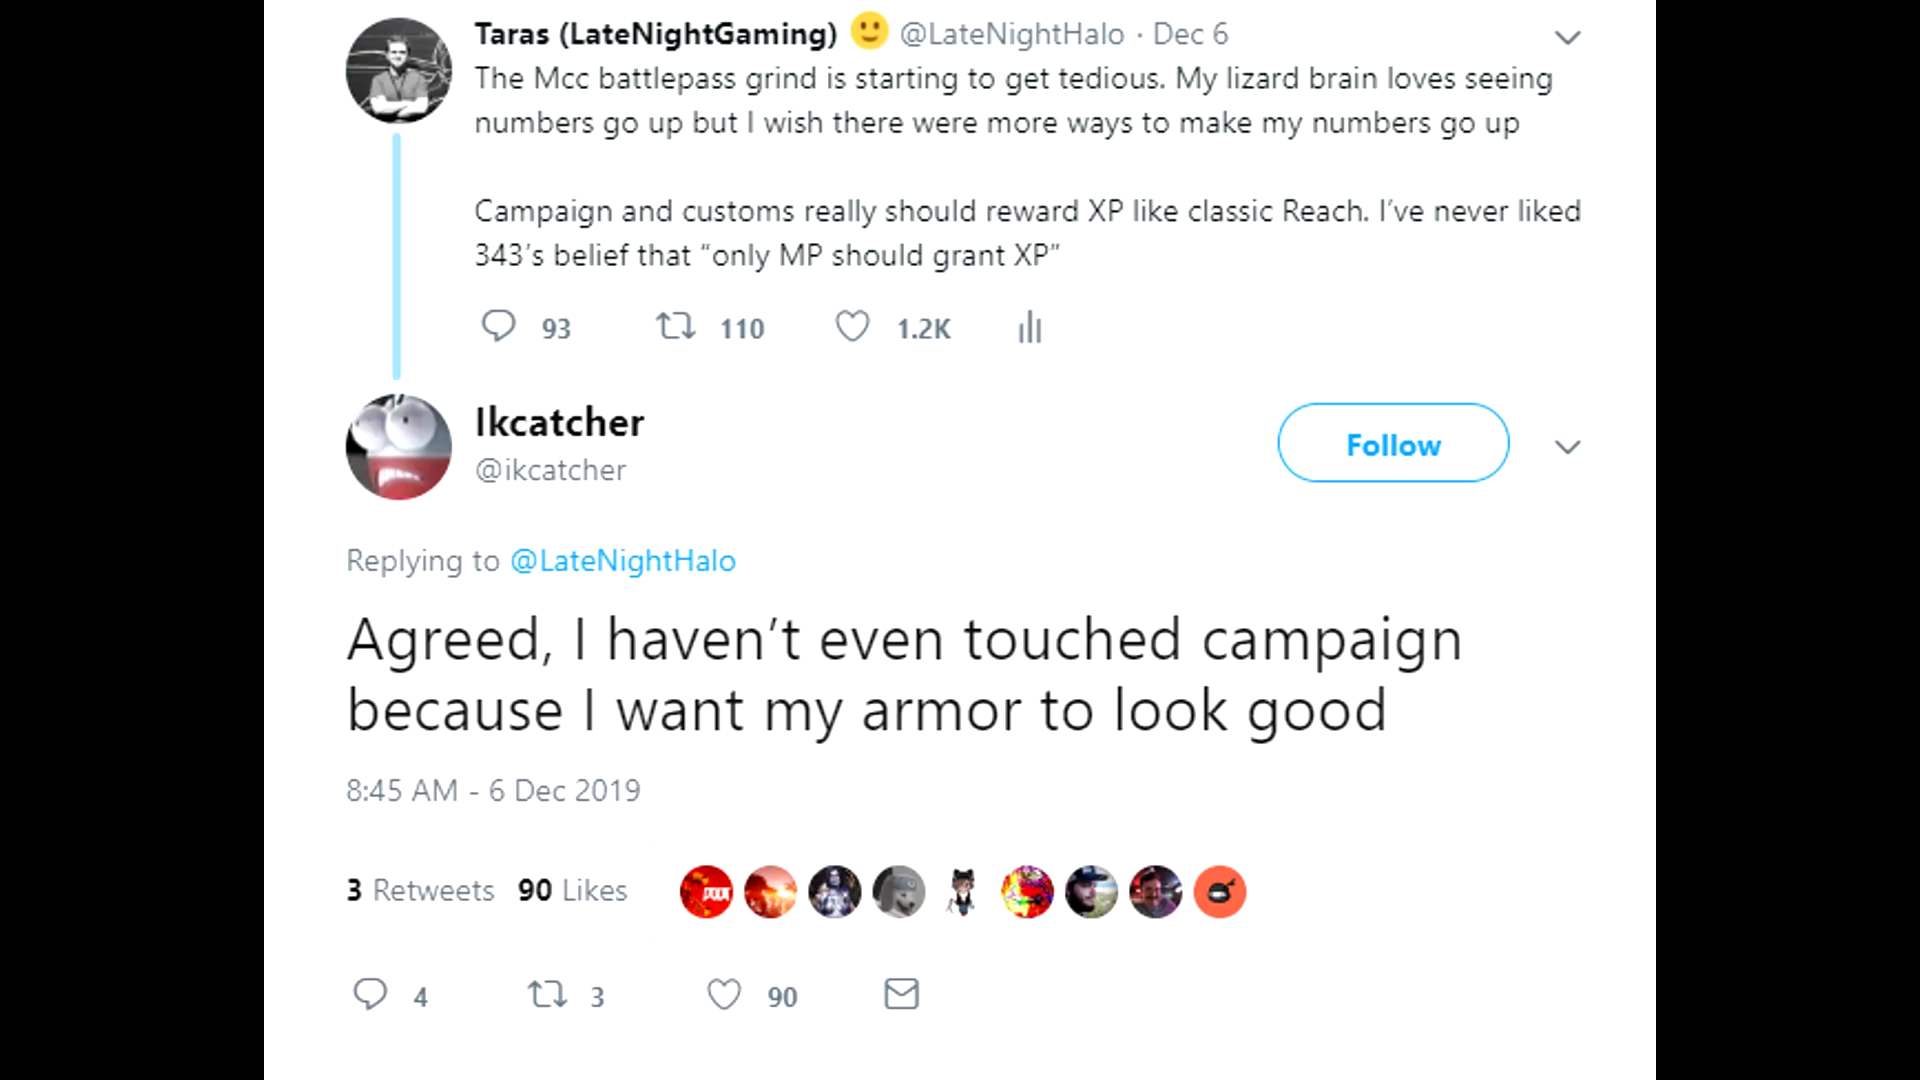 Taras (LateNightGaming) 🙂 @LateNightHalo · Dec 6
The Mcc battlepass grind is starting to get tedious. My lizard brain loves seeing
numbers go up but I wish there were more ways to make my numbers go up
Campaign and customs really should reward XP like classic Reach. I’ve never liked
343’s belief that “only MP should grant XP”
93 110 1.2K
Ikcatcher
Follow
@ikcatcher
Replying to @LateNightHalo
Agreed, I haven’t even touched campaign
because I want my armor to look good
8:45 AM - 6 Dec 2019
3 Retweets 90 Likes
4 3 90